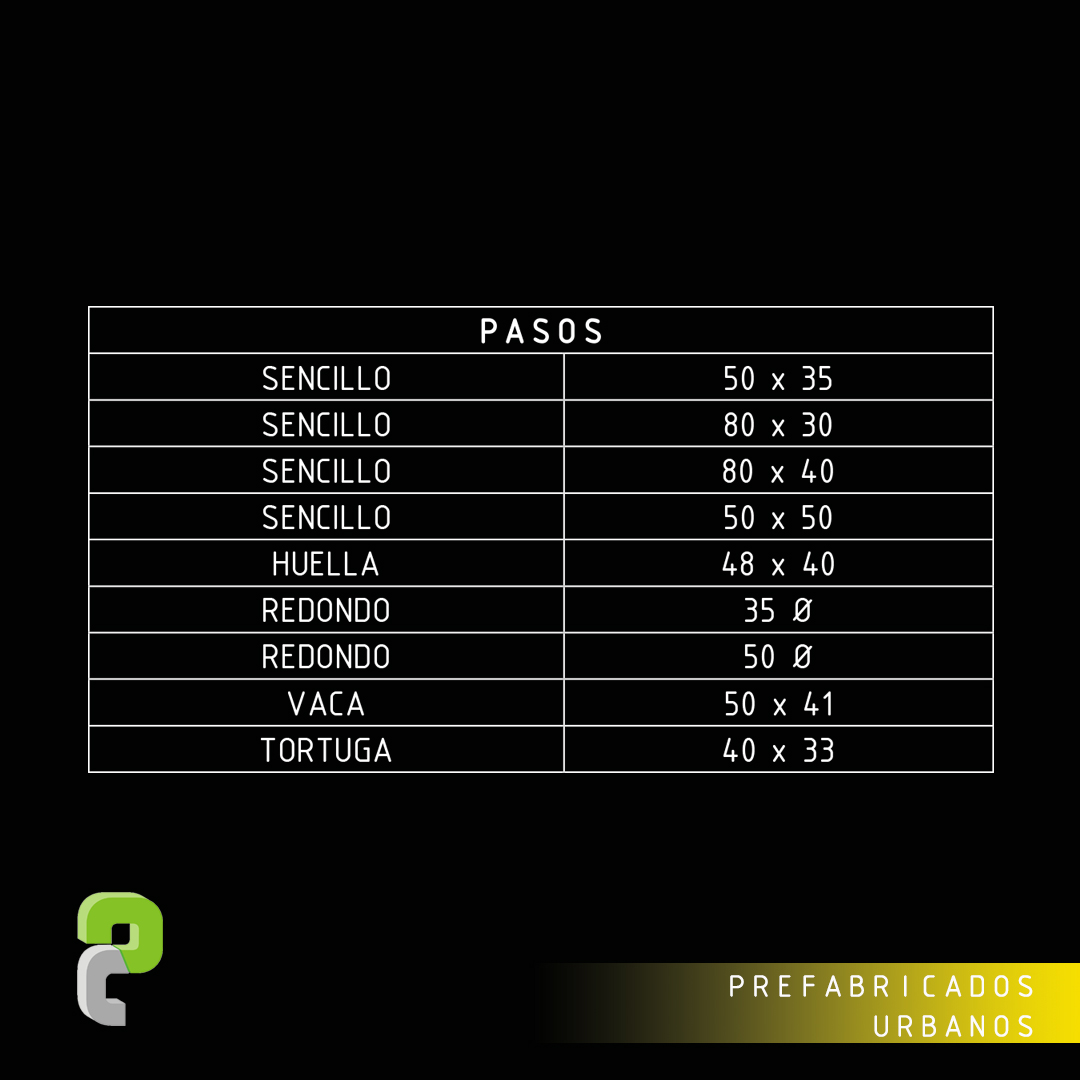 PASOS
SENCILLO 50 x 35
SENCILLO 80 x 30
SENCILLO 80 x 40
SENCILLO 50 x 50
HUELLA 48 x 40
REDONDO 35 Ø
REDONDO 50 Ø
VACA 50 x 41
TORTUGA 40 x 33
PREFABRICADOS
URBANOS